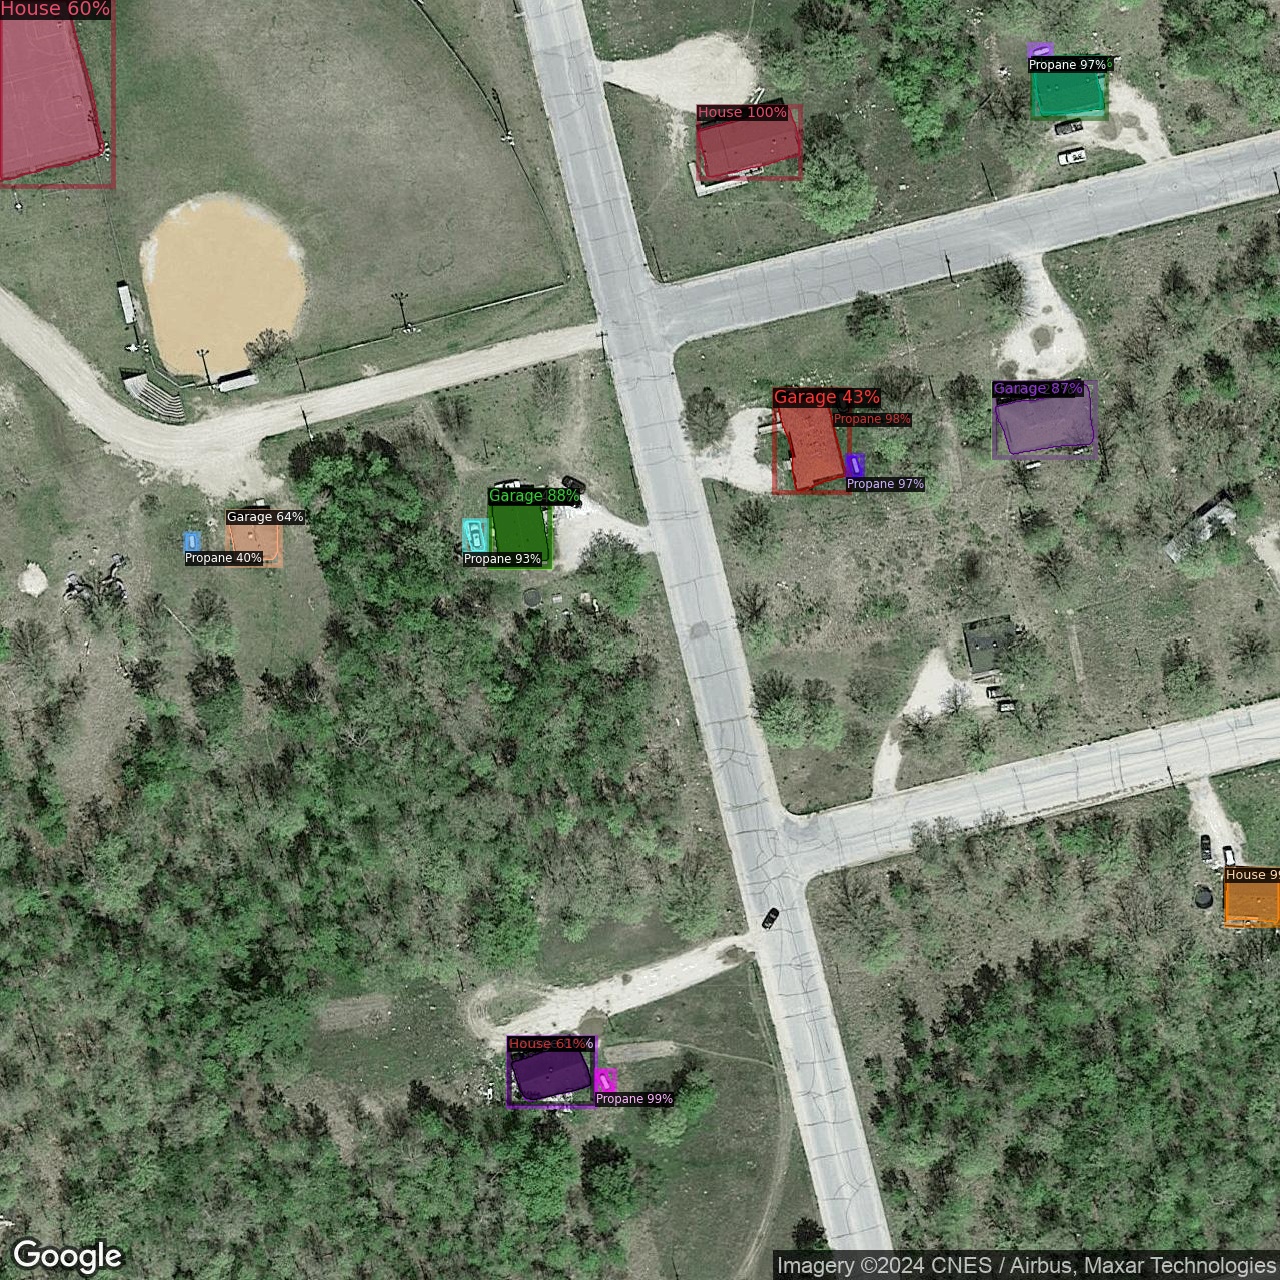 House 60%
Propane 97%
House 100%
Garage 87%
Garage 43%
Propane 98%
Propane 97%
Garage 88%
Garage 64%
Propane 40%
Propane 93%
House 99
House 61%
Propane 99%
Google
Imagery ©2024 CNES / Airbus, Maxar Technologies